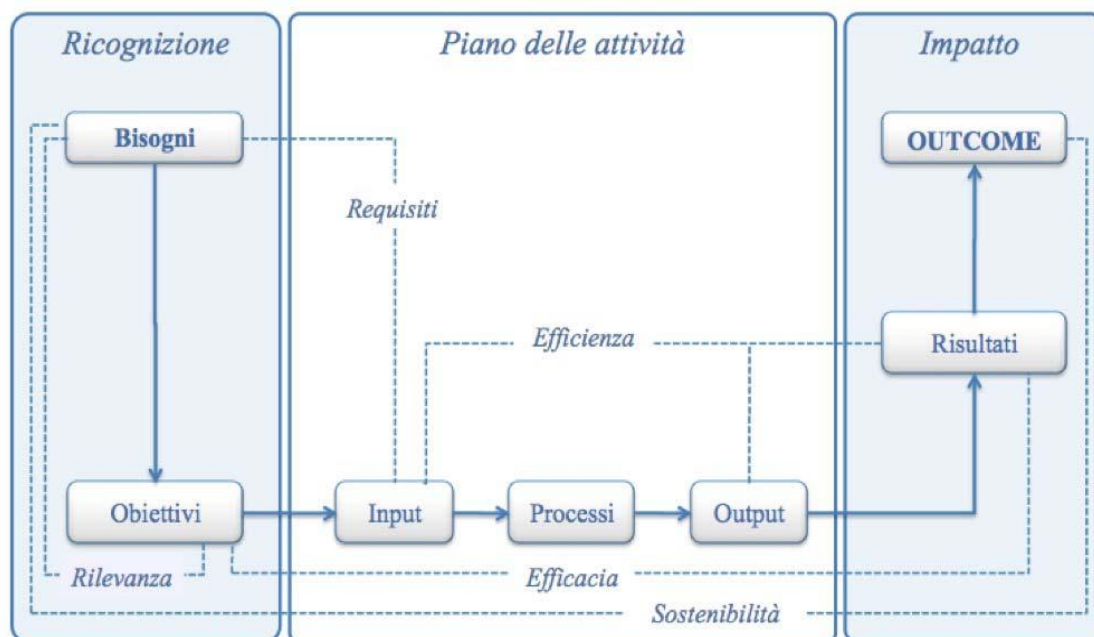 Ricognizione
Piano delle attività
Impatto
Bisogni
OUTCOME
Requisiti
Efficienza
Risultati
Obiettivi
Input
Processi
Output
Rilevanza
Efficacia
Sostenibilità